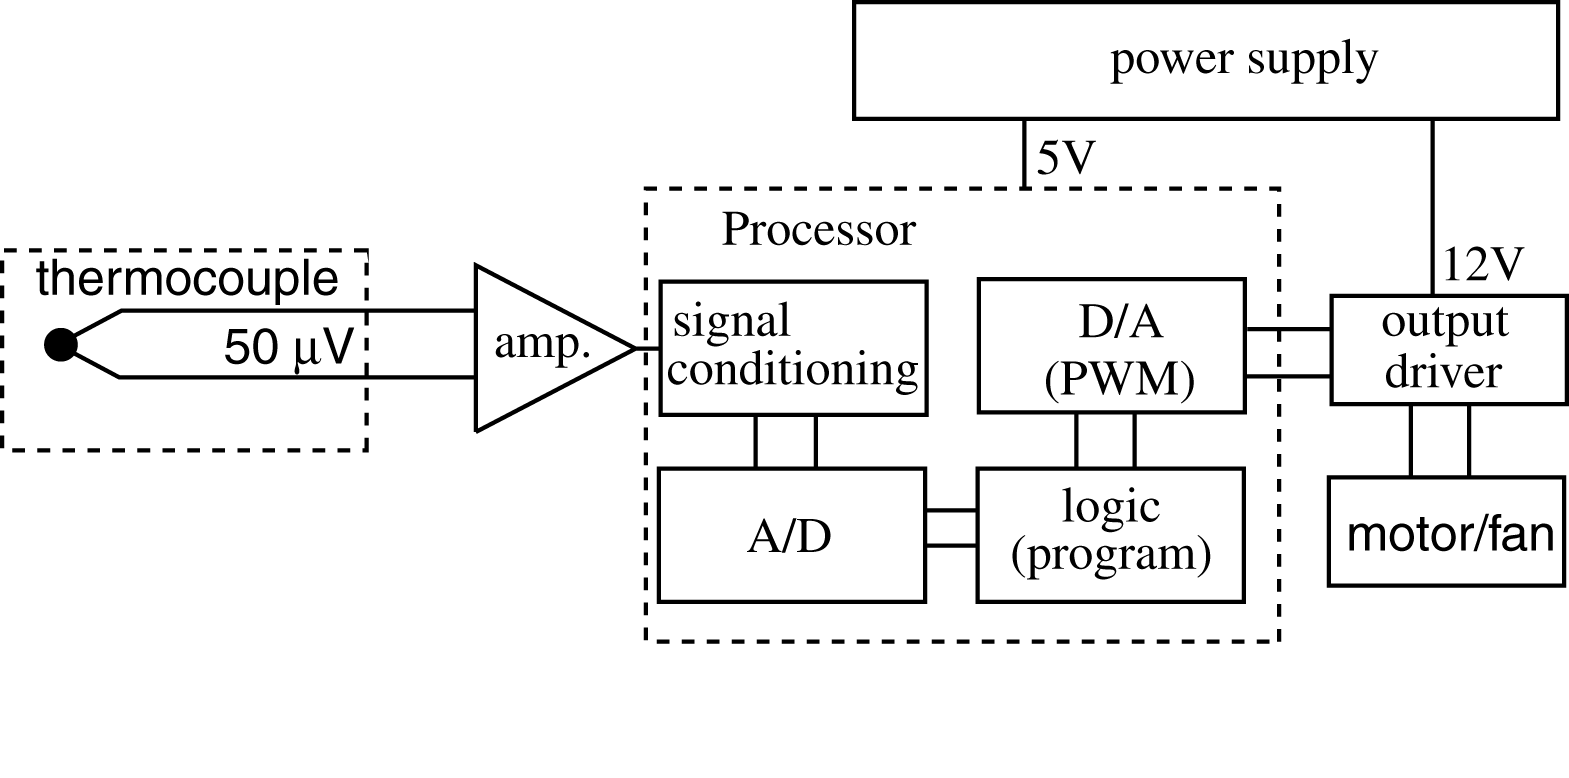 power supply
5V
Processor
12V
thermocouple
50 μV
amp.
signal
conditioning
D/A
(PWM)
output
driver
A/D
logic
(program)
motor/fan